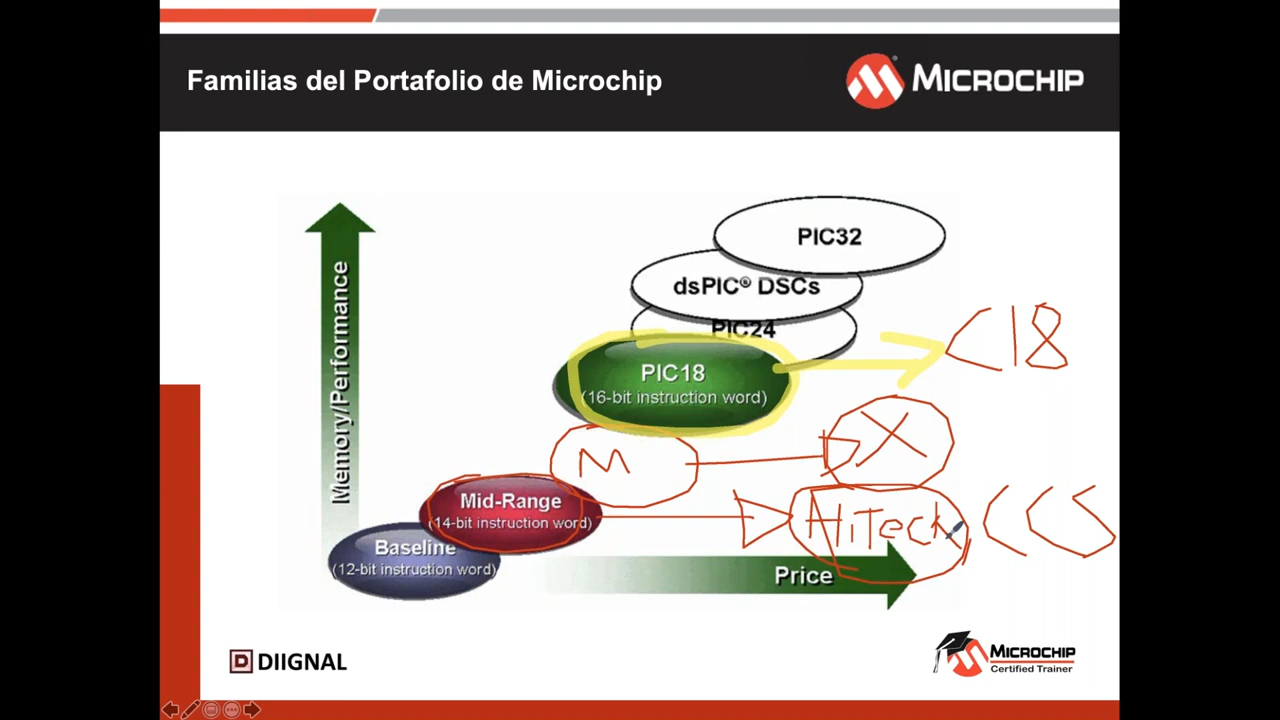 Familias del Portafolio de Microchip
MICROCHIP
Memory/Performance
PIC32
dsPIC® DSCs
PIC24
PIC18
(16-bit instruction word)
C18
M
X
Mid-Range
(14-bit instruction word)
HiTech
CCS
Baseline
(12-bit instruction word)
Price
D DIIGNAL
MICROCHIP
Certified Trainer